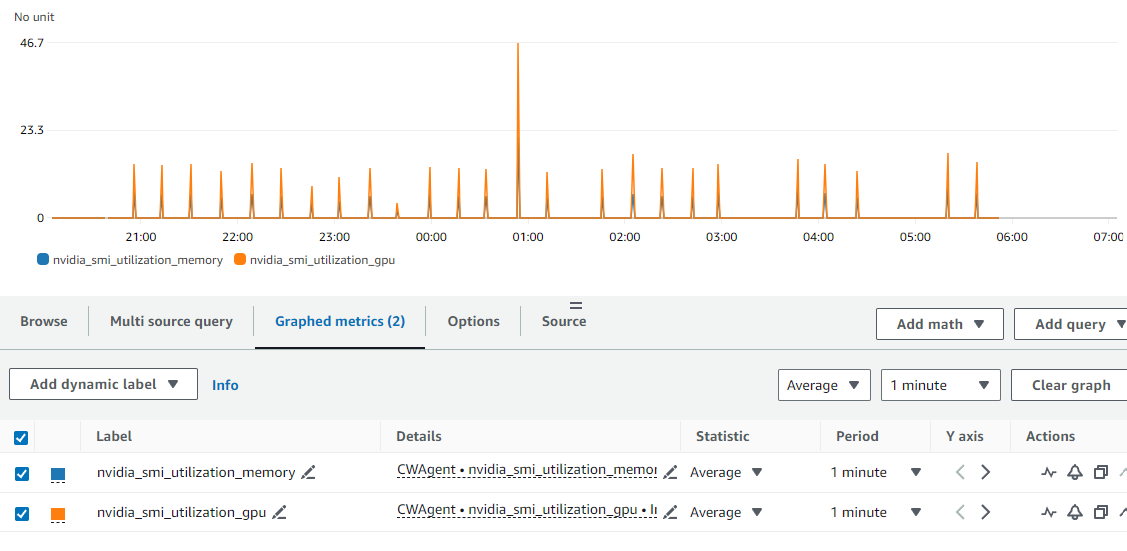 No unit
46.7
23.3
0
21:00 22:00 23:00 00:00 01:00 02:00 03:00 04:00 05:00 06:00 07:00
nvidia_smi_utilization_memory nvidia_smi_utilization_gpu
Browse Multi source query Graphed metrics (2) Options Source Add math Add query
Add dynamic label Info Average 1 minute Clear graph
Label Details Statistic Period Y axis Actions
nvidia_smi_utilization_memory CWAgent • nvidia_smi_utilization_memor Average 1 minute
nvidia_smi_utilization_gpu CWAgent • nvidia_smi_utilization_gpu • Average 1 minute